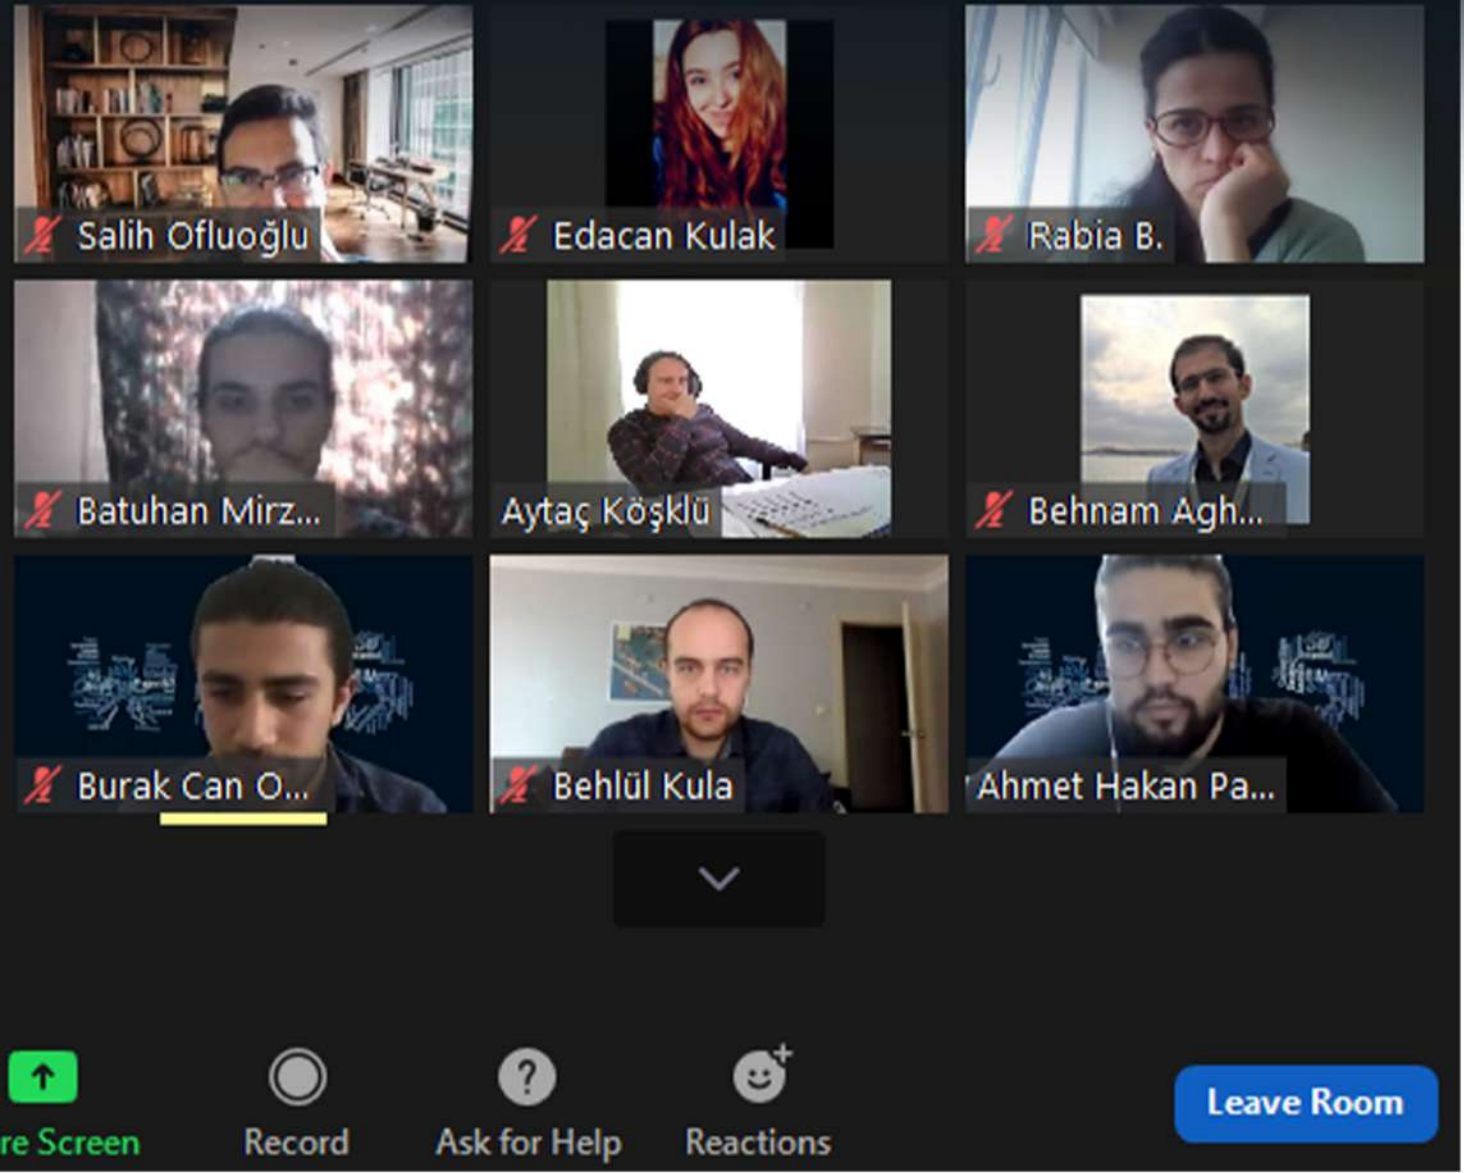 Salih Ofluoğlu
Edacan Kulak
Rabia B.
Batuhan Mirz...
Aytaç Köşklü
Behnam Agh...
Burak Can O...
Behlül Kula
Ahmet Hakan Pa...
re Screen
Record
Ask for Help
Reactions
Leave Room